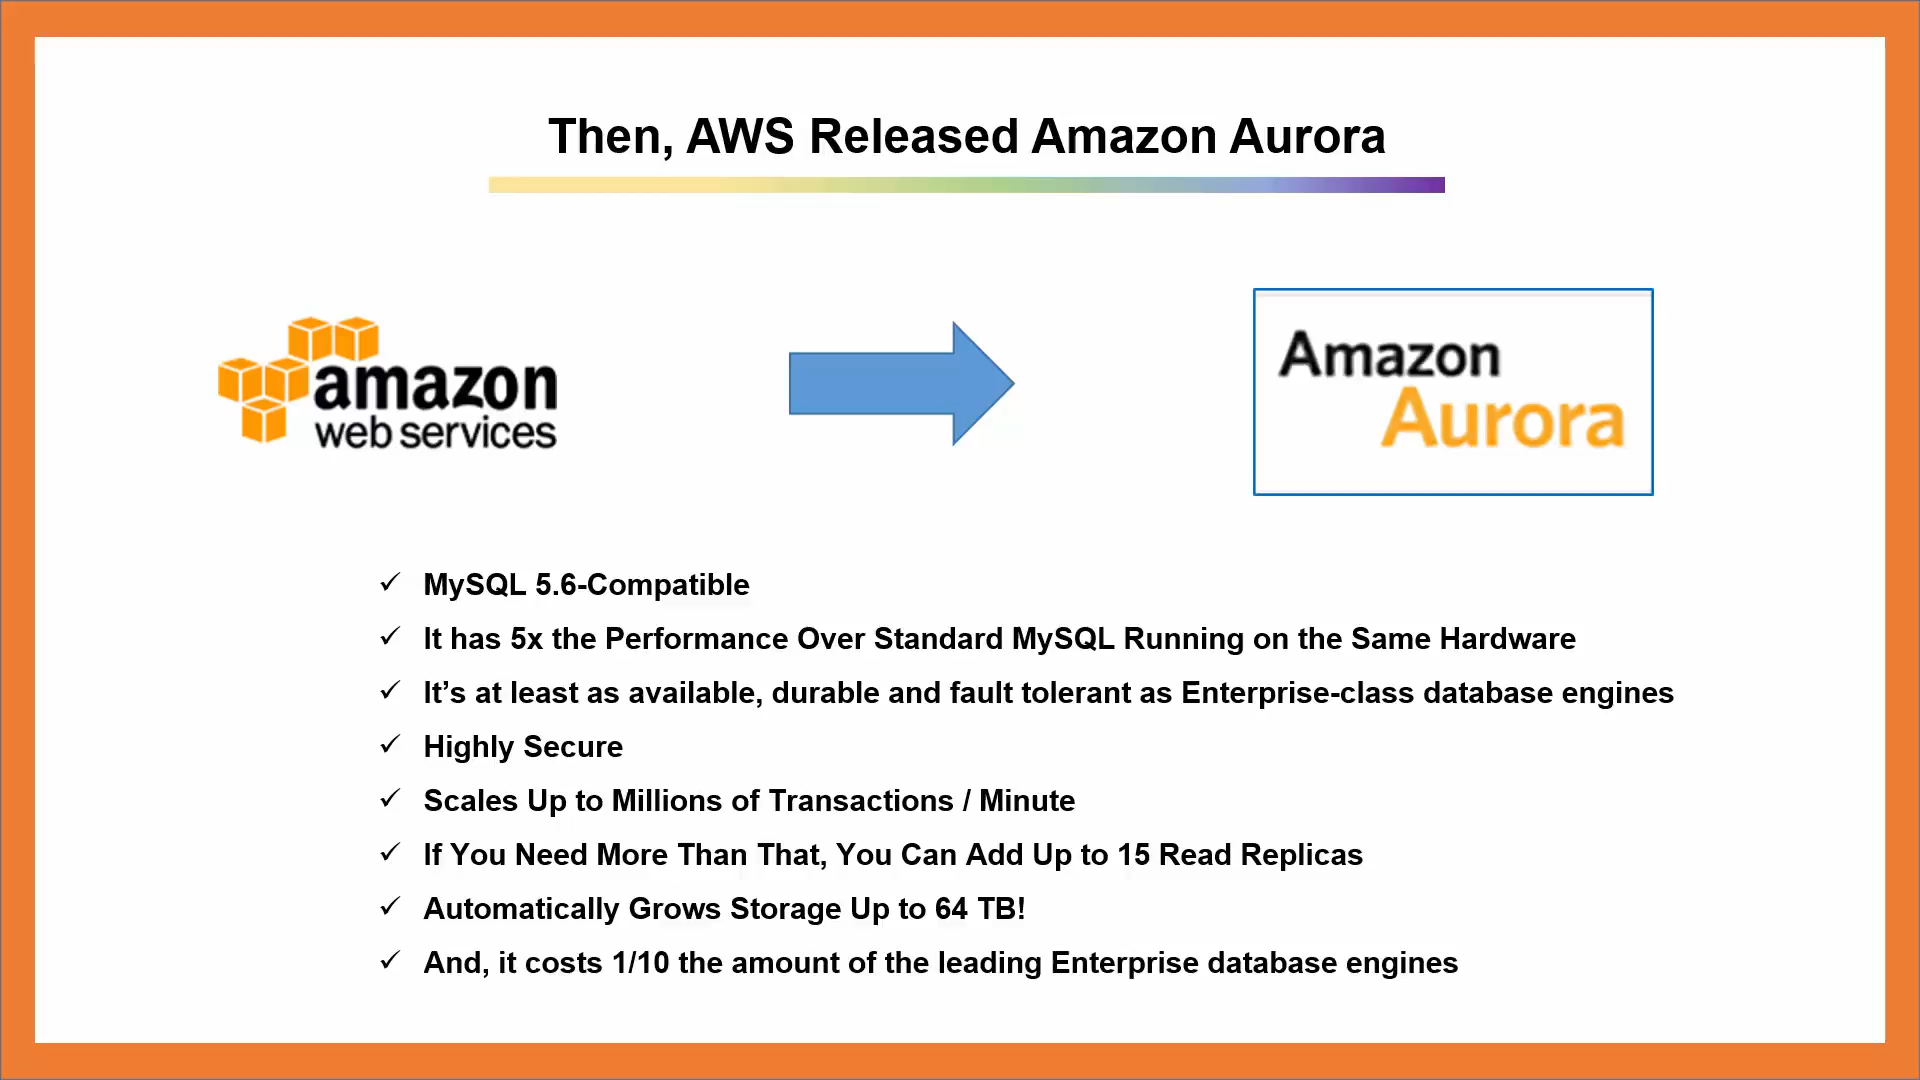 Then, AWS Released Amazon Aurora
amazon
web services
Amazon
Aurora
✓ MySQL 5.6-Compatible
✓ It has 5x the Performance Over Standard MySQL Running on the Same Hardware
✓ It’s at least as available, durable and fault tolerant as Enterprise-class database engines
✓ Highly Secure
✓ Scales Up to Millions of Transactions / Minute
✓ If You Need More Than That, You Can Add Up to 15 Read Replicas
✓ Automatically Grows Storage Up to 64 TB!
✓ And, it costs 1/10 the amount of the leading Enterprise database engines